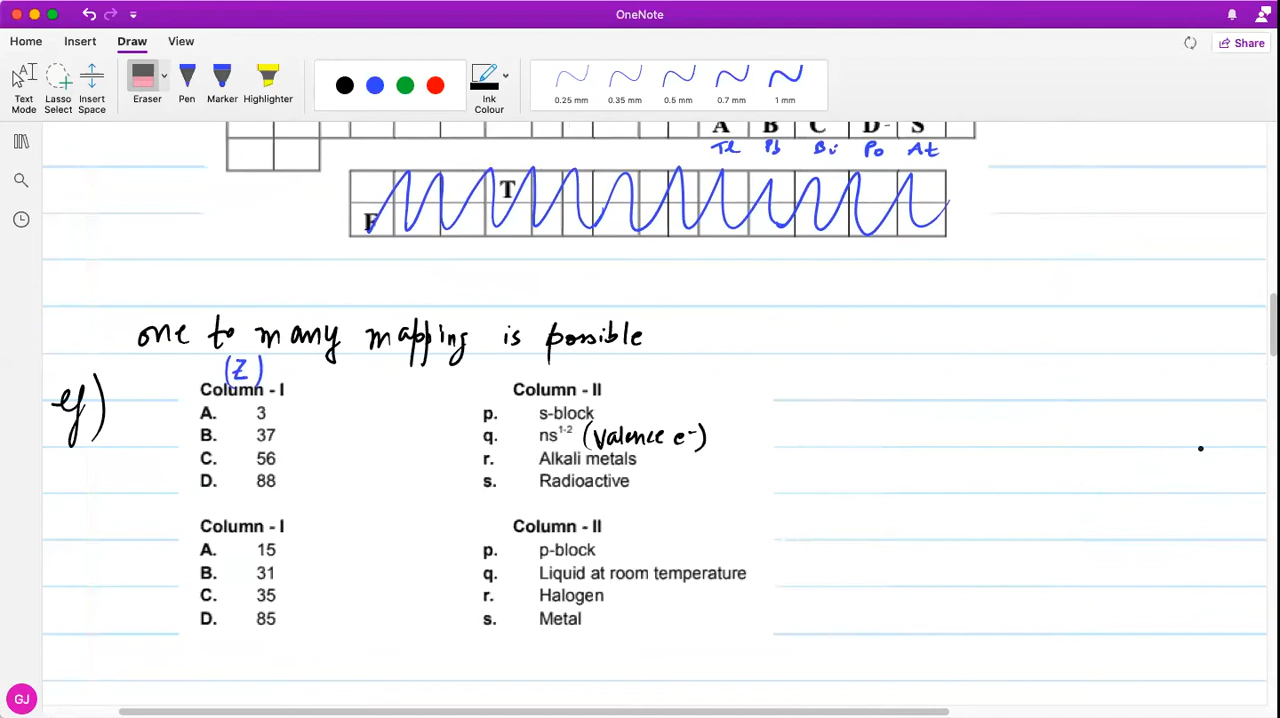 OneNote
Home Insert Draw View
Share
Text Mode
Lasso Select
Insert Space
Eraser
Pen
Marker
Highlighter
Ink Colour
0.25 mm 0.35 mm 0.5 mm 0.7 mm 1 mm
A B C D S
Tl Pb Bi Po At
T
F
one to many mapping is possible
(Z)
eg)
Column - I Column - II
A. 3 p. s-block
B. 37 q. ns¹⁻² (Valence e⁻)
C. 56 r. Alkali metals
D. 88 s. Radioactive
Column - I Column - II
A. 15 p. p-block
B. 31 q. Liquid at room temperature
C. 35 r. Halogen
D. 85 s. Metal
GJ